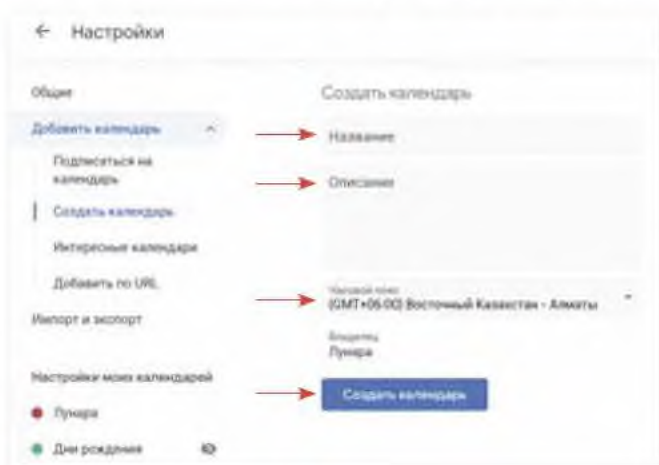 ← Настройки
Общие
Добавить календарь
Подписаться на
календарь
Создать календарь
Интересные календари
Добавить по URL
Импорт и экспорт
Настройки моих календарей
Лунара
Дни рождения
Создать календарь
Название
Описание
Часовой пояс
(GMT+06:00) Восточный Казахстан - Алматы
Владелец
Лунара
Создать календарь